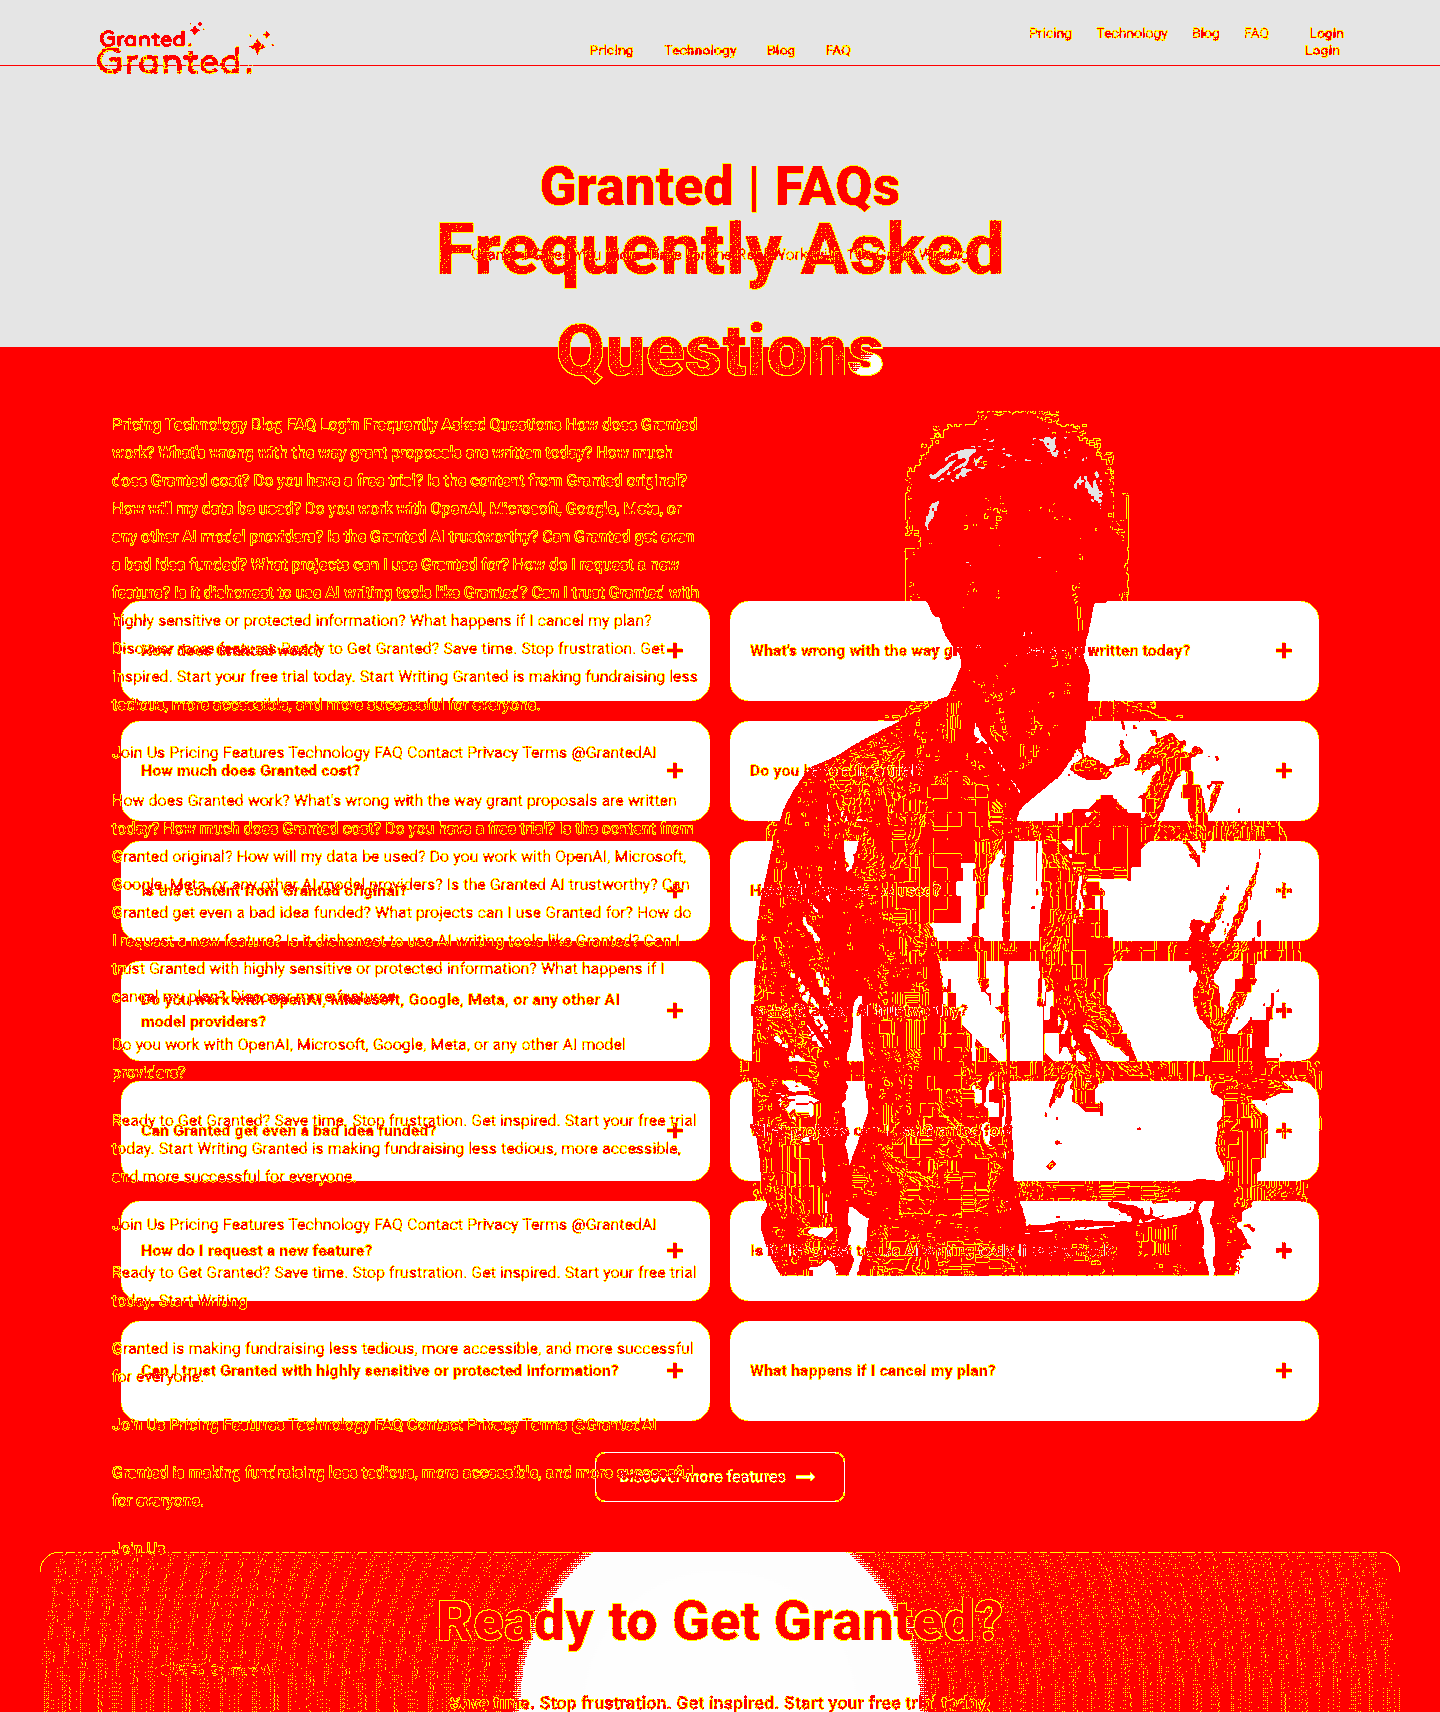 Granted.
Granted.
Pricing Technology Blog FAQ Login
Pricing Technology Blog FAQ Login
Granted | FAQs
Frequently Asked
Questions
Pricing Technology Blog FAQ Login Frequently Asked Questions How does Granted
work? What's wrong with the way grant proposals are written today? How much
does Granted cost? Do you have a free trial? Is the content from Granted original?
How will my data be used? Do you work with OpenAI, Microsoft, Google, Meta, or
any other AI model providers? Is the Granted AI trustworthy? Can Granted get even
a bad idea funded? What projects can I use Granted for? How do I request a new
feature? Is it dishonest to use AI writing tools like Granted? Can I trust Granted with
highly sensitive or protected information? What happens if I cancel my plan?
Discover more features Ready to Get Granted? Save time. Stop frustration. Get
How does Granted work?
What's wrong with the way written today?
inspired. Start your free trial today. Start Writing Granted is making fundraising less
tedious, more accessible, and more successful for everyone.
Join Us Pricing Features Technology FAQ Contact Privacy Terms @GrantedAI
How much does Granted cost?
Do you
How does Granted work? What's wrong with the way grant proposals are written
today? How much does Granted cost? Do you have a free trial? Is the content from
Granted original? How will my data be used? Do you work with OpenAI, Microsoft,
Google, Meta, or any other AI model providers? Is the Granted AI trustworthy? Can
Is the content from Granted original?
used?
Granted get even a bad idea funded? What projects can I use Granted for? How do
I request a new feature? Is it dishonest to use AI writing tools like Granted? Can I
trust Granted with highly sensitive or protected information? What happens if I
cancel my plan? Discover more features
Do you work with OpenAI, Microsoft, Google, Meta, or any other AI
model providers?
Do you work with OpenAI, Microsoft, Google, Meta, or any other AI model
providers?
Ready to Get Granted? Save time. Stop frustration. Get inspired. Start your free trial
Can Granted get even a bad idea funded?
today. Start Writing Granted is making fundraising less tedious, more accessible,
and more successful for everyone.
Join Us Pricing Features Technology FAQ Contact Privacy Terms @GrantedAI
How do I request a new feature?
Is
Ready to Get Granted? Save time. Stop frustration. Get inspired. Start your free trial
today. Start Writing
Granted is making fundraising less tedious, more accessible, and more successful
Can I trust Granted with highly sensitive or protected information?
What happens if I cancel my plan?
for everyone.
Join Us Pricing Features Technology FAQ Contact Privacy Terms @GrantedAI
Granted is making fundraising less tedious, more accessible, and more successful
Discover more features
for everyone.
Join Us
Ready to Get Granted?
Save time. Stop frustration. Get inspired. Start your free trial today.